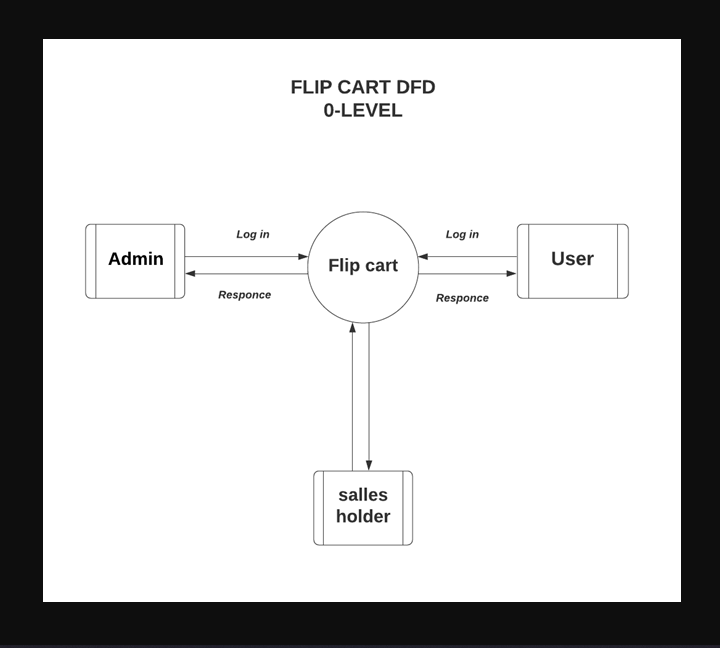 FLIP CART DFD
0-LEVEL
Log in
Log in
Admin
Flip cart
User
Responce
Responce
salles
holder